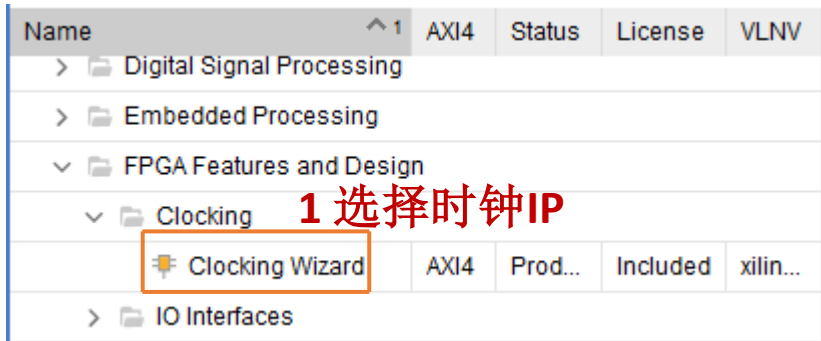 Name 1 AXI4 Status License VLNV
Digital Signal Processing
Embedded Processing
FPGA Features and Design
Clocking 1 选择时钟IP
Clocking Wizard AXI4 Prod... Included xilin...
IO Interfaces